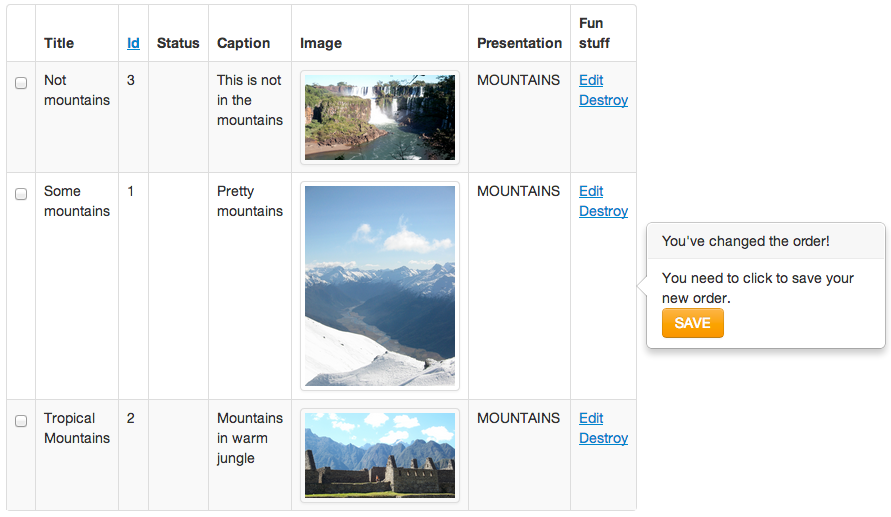 Title Id Status Caption Image Presentation Fun
stuff
Not
mountains
3
This is not
in the
mountains
MOUNTAINS
Edit
Destroy
Some
mountains
1
Pretty
mountains
MOUNTAINS
Edit
Destroy
You've changed the order!
You need to click to save your
new order.
SAVE
Tropical
Mountains
2
Mountains
in warm
jungle
MOUNTAINS
Edit
Destroy